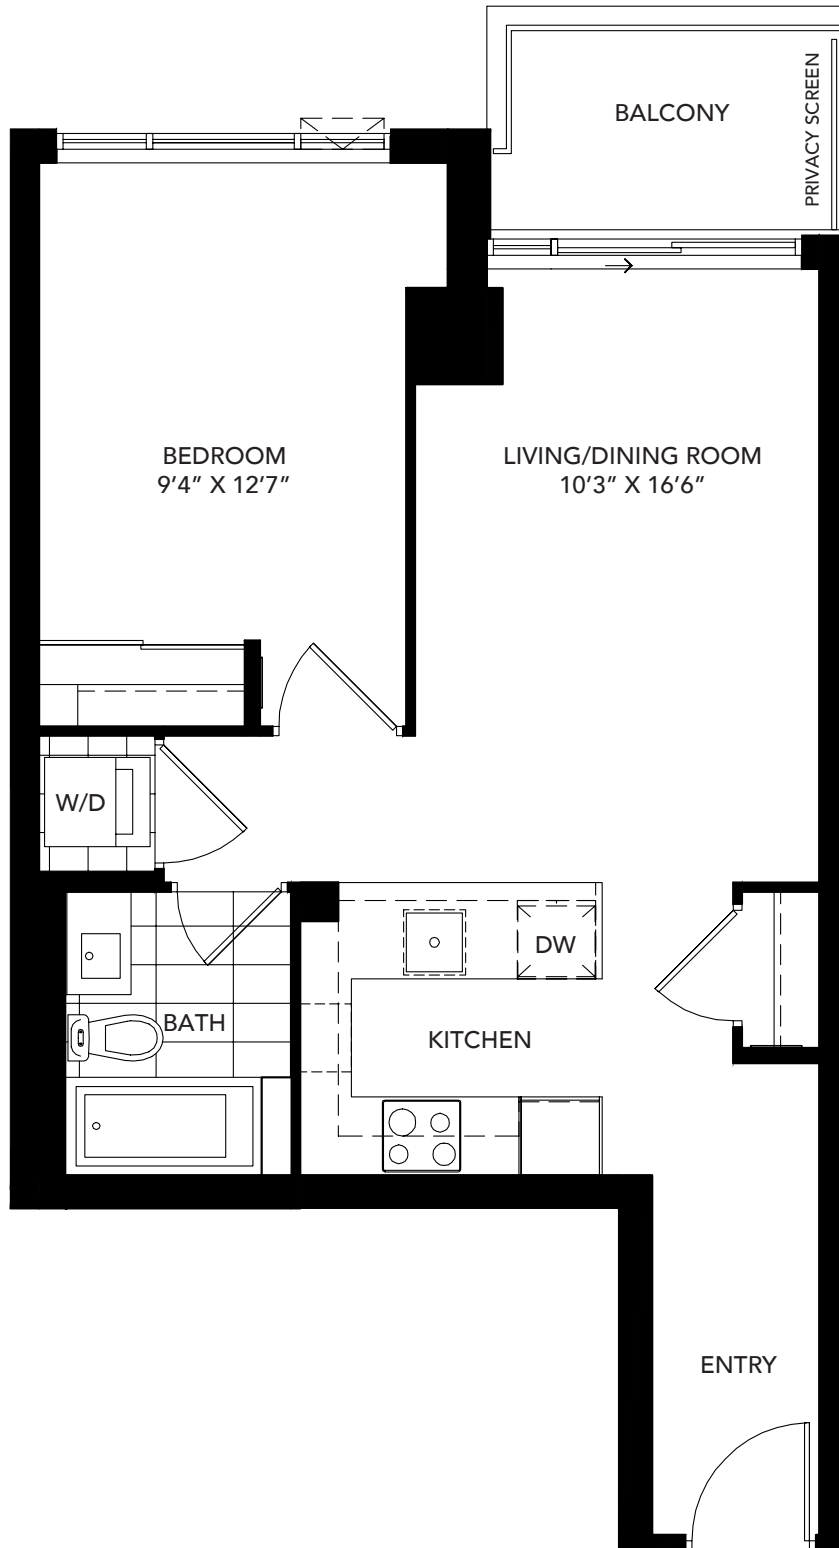 BALCONY
PRIVACY SCREEN
BEDROOM
9’4” X 12’7”
LIVING/DINING ROOM
10’3” X 16’6”
W/D
DW
BATH
KITCHEN
ENTRY